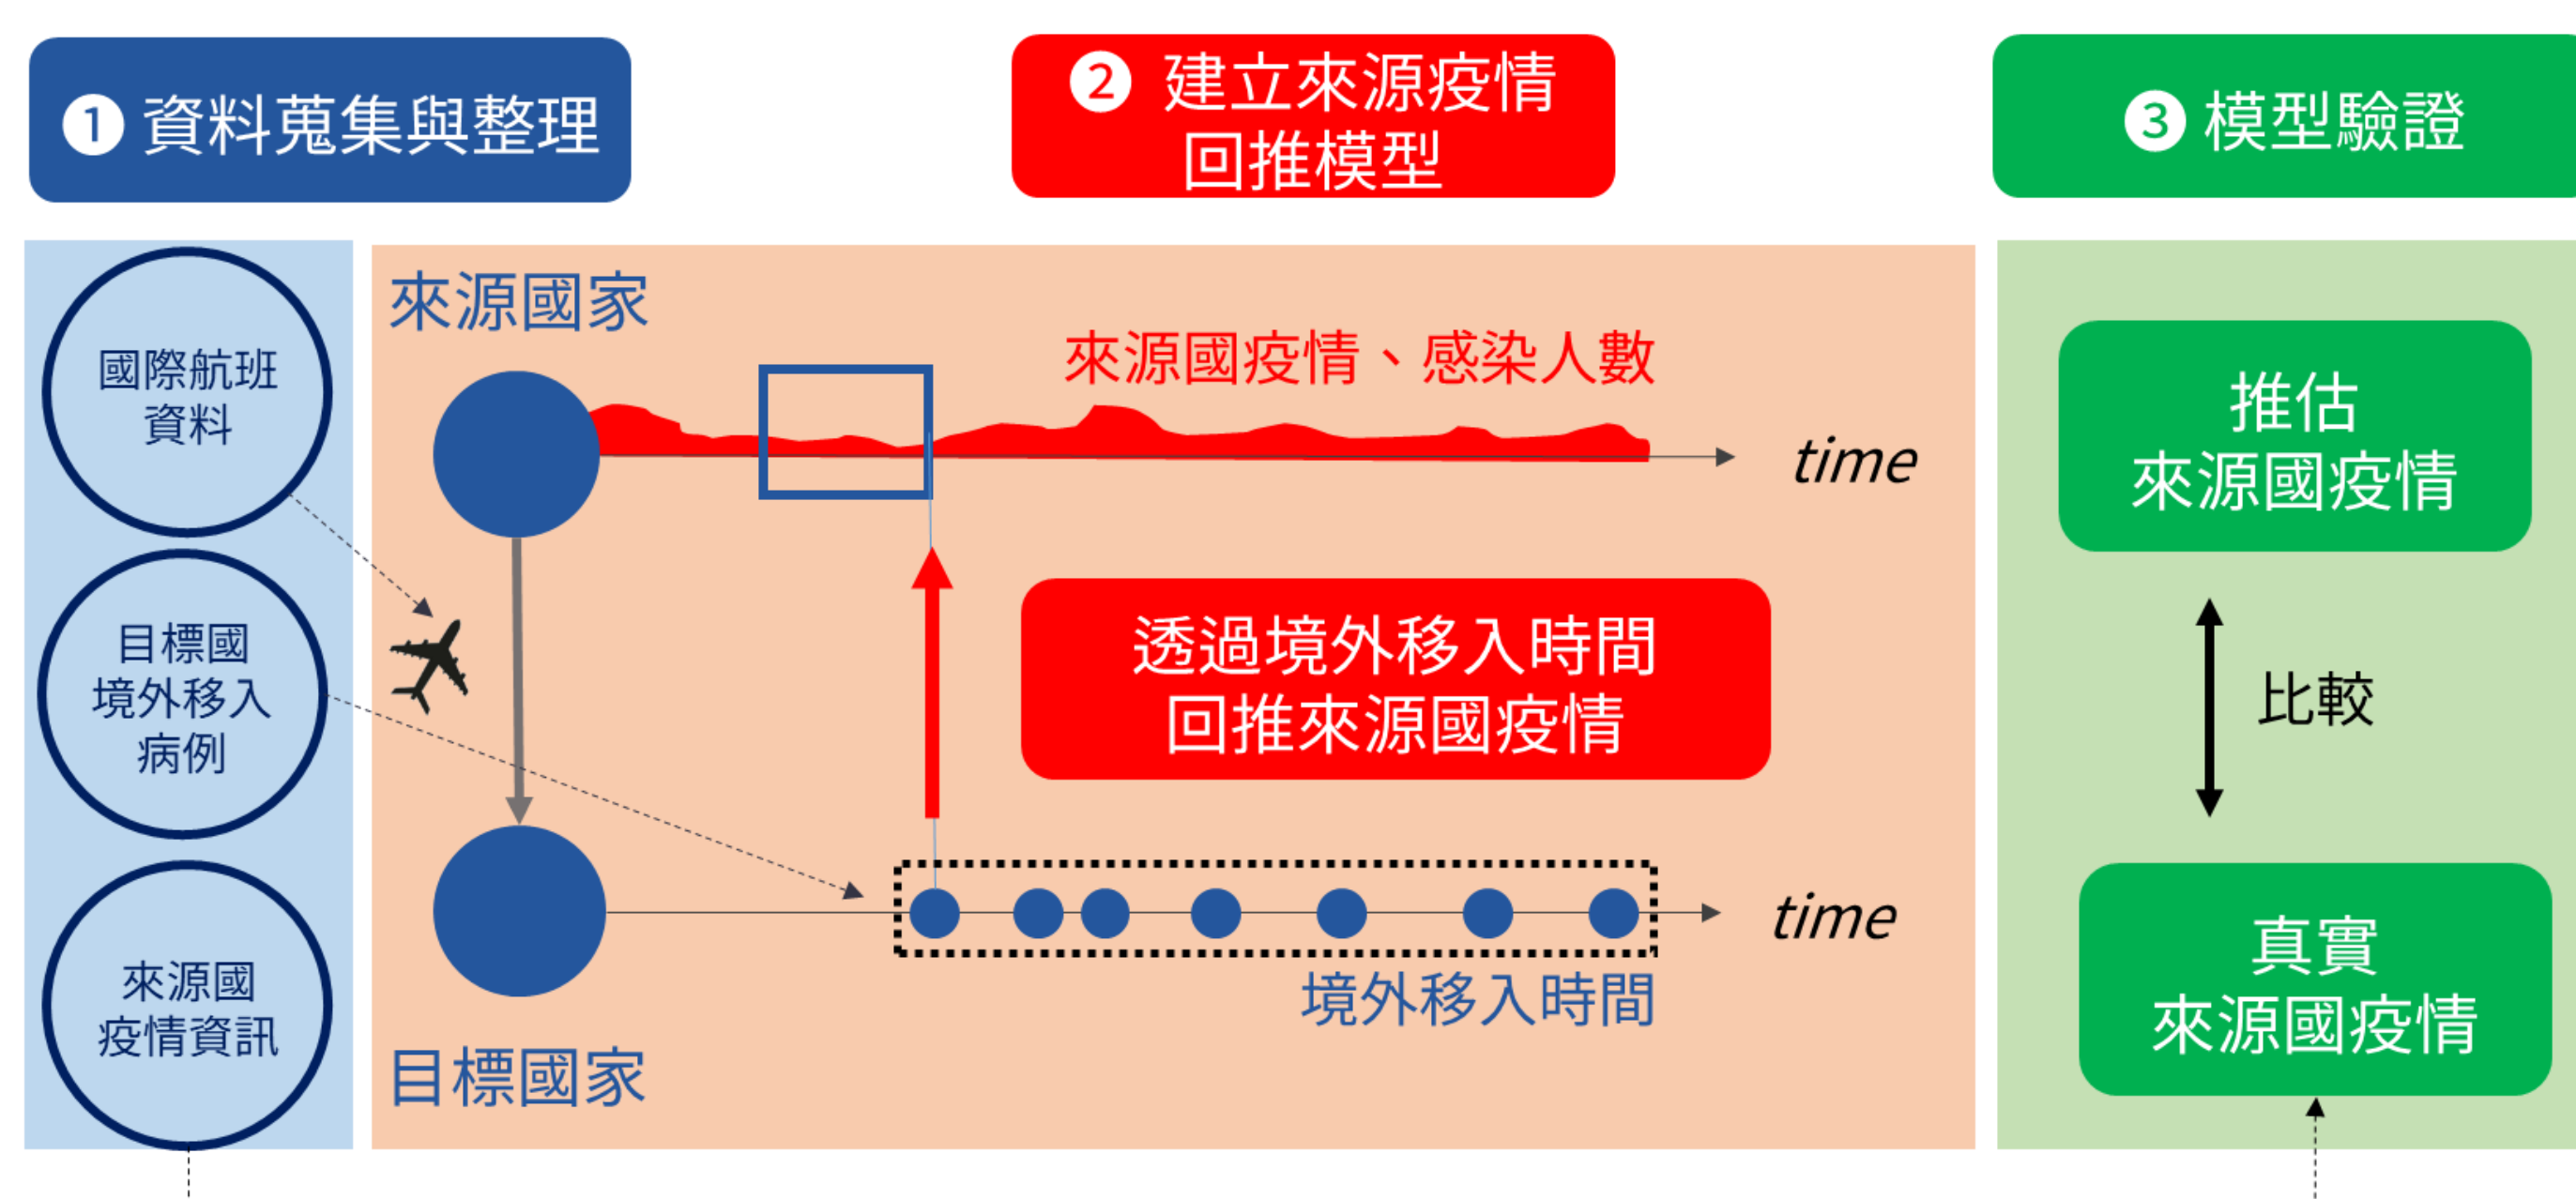 ❶ 資料蒐集與整理
❷ 建立來源疫情
回推模型
❸ 模型驗證
國際航班
資料
目標國
境外移入
病例
來源國
疫情資訊
來源國家
來源國疫情、感染人數
time
透過境外移入時間
回推來源國疫情
time
境外移入時間
目標國家
推估
來源國疫情
比較
真實
來源國疫情